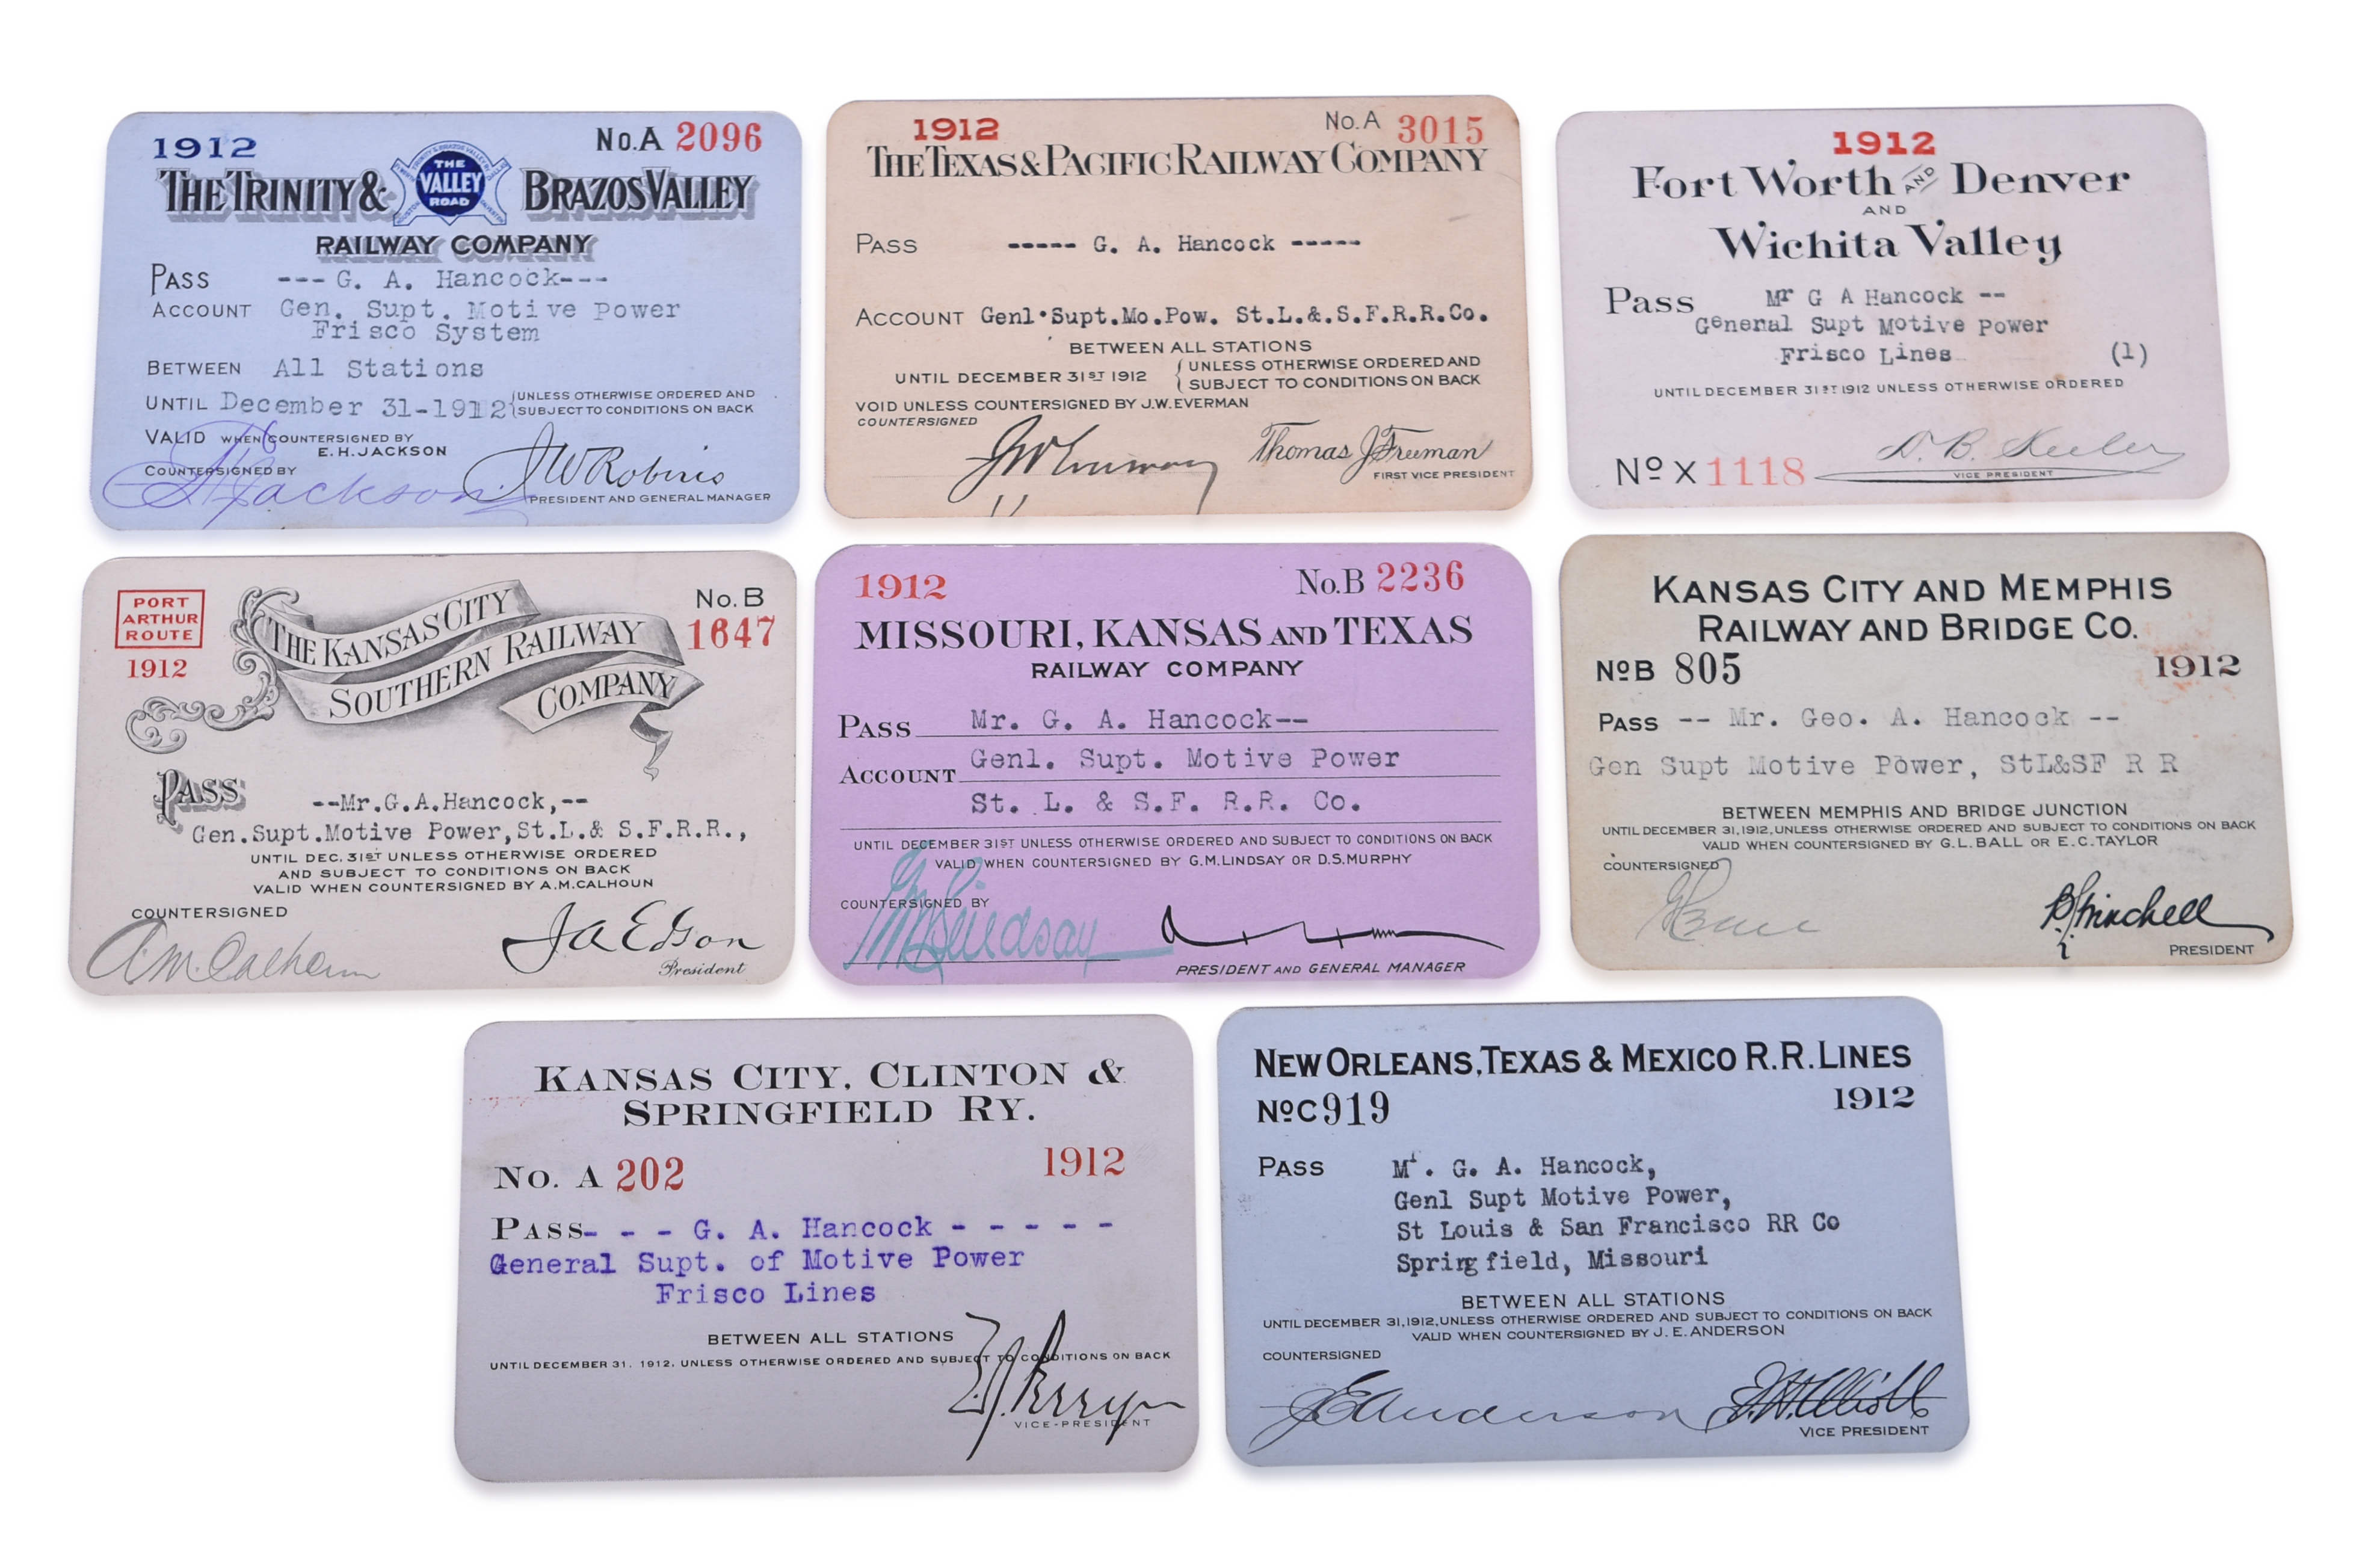 1912 No. A 2096
THE TRINITY & THE VALLEY ROAD BRAZOS VALLEY
RAILWAY COMPANY
PASS ---G. A. Hancock---
ACCOUNT Gen. Supt. Motive Power
Frisco System
BETWEEN All Stations
UNTIL December 31-1912 { UNLESS OTHERWISE ORDERED AND
SUBJECT TO CONDITIONS ON BACK
VALID WHEN COUNTERSIGNED BY
E.H. JACKSON
COUNTERSIGNED BY
EHJackson JWRobins
PRESIDENT AND GENERAL MANAGER
1912 No. A 3015
THE TEXAS & PACIFIC RAILWAY COMPANY
PASS ----- G. A. Hancock -----
ACCOUNT Genl.Supt.Mo.Pow. St.L.&.S.F.R.R.Co.
BETWEEN ALL STATIONS
UNTIL DECEMBER 31ST 1912 { UNLESS OTHERWISE ORDERED AND
SUBJECT TO CONDITIONS ON BACK
VOID UNLESS COUNTERSIGNED BY J.W. EVERMAN
COUNTERSIGNED
JWEverman Thomas J Freeman
FIRST VICE PRESIDENT
1912
Fort Worth AND Denver
AND
Wichita Valley
Pass Mr G A Hancock --
General Supt Motive Power
Frisco Lines (1)
UNTIL DECEMBER 31ST 1912 UNLESS OTHERWISE ORDERED
D. B. Keeler
No X 1118 VICE PRESIDENT
PORT
ARTHUR
ROUTE
1912
THE KANSAS CITY
SOUTHERN RAILWAY
COMPANY
No. B
1647
PASS --Mr.G.A.Hancock,--
Gen.Supt.Motive Power,St.L.& S.F.R.R.,
UNTIL DEC. 31ST UNLESS OTHERWISE ORDERED
AND SUBJECT TO CONDITIONS ON BACK
VALID WHEN COUNTERSIGNED BY A.M. CALHOUN
COUNTERSIGNED
A.M. Calhoun J A Edson
President
1912 No. B 2236
MISSOURI, KANSAS AND TEXAS
RAILWAY COMPANY
PASS Mr. G. A. Hancock--
ACCOUNT Genl. Supt. Motive Power
St. L. & S.F. R.R. Co.
UNTIL DECEMBER 31ST UNLESS OTHERWISE ORDERED AND SUBJECT TO CONDITIONS ON BACK
VALID WHEN COUNTERSIGNED BY G.M. LINDSAY OR D.S. MURPHY
COUNTERSIGNED BY
GM Lindsay
PRESIDENT AND GENERAL MANAGER
KANSAS CITY AND MEMPHIS
RAILWAY AND BRIDGE CO.
No B 805 1912
PASS -- Mr. Geo. A. Hancock --
Gen Supt Motive Power, StL&SF R R
BETWEEN MEMPHIS AND BRIDGE JUNCTION
UNTIL DECEMBER 31, 1912, UNLESS OTHERWISE ORDERED AND SUBJECT TO CONDITIONS ON BACK
VALID WHEN COUNTERSIGNED BY G.L. BALL OR E.C. TAYLOR
COUNTERSIGNED
GL Ball B L Winchell
PRESIDENT
KANSAS CITY, CLINTON &
SPRINGFIELD RY.
No. A 202 1912
PASS- - - G. A. Hancock - - - - -
General Supt. of Motive Power
Frisco Lines
BETWEEN ALL STATIONS
UNTIL DECEMBER 31, 1912, UNLESS OTHERWISE ORDERED AND SUBJECT TO CONDITIONS ON BACK
VICE-PRESIDENT
NEW ORLEANS, TEXAS & MEXICO R.R. LINES
No C 919 1912
PASS Mr. G. A. Hancock,
Genl Supt Motive Power,
St Louis & San Francisco RR Co
Springfield, Missouri
BETWEEN ALL STATIONS
UNTIL DECEMBER 31, 1912, UNLESS OTHERWISE ORDERED AND SUBJECT TO CONDITIONS ON BACK
VALID WHEN COUNTERSIGNED BY J. E. ANDERSON
COUNTERSIGNED
JE Anderson
VICE PRESIDENT